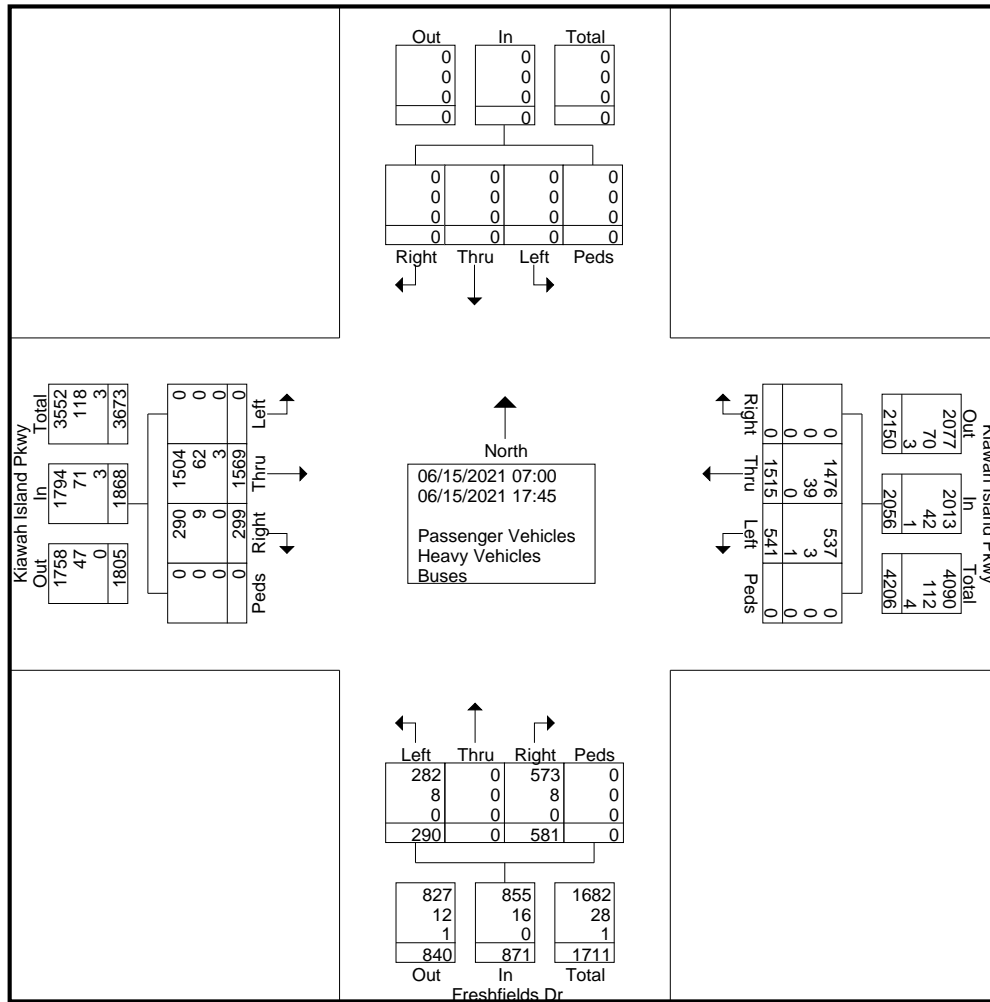 Out In Total
0 0 0
0 0 0
0 0 0
0 0 0
0 0 0 0
0 0 0 0
0 0 0 0
0 0 0 0
Right Thru Left Peds
Kiawah Island Pkwy
Total
3552
118
3
3673
In
1794
71
3
1868
Out
1758
47
0
1805
Left
0
0
0
0
Thru
1504
62
3
1569
Right
290
9
0
299
Peds
0
0
0
0
North
06/15/2021 07:00
06/15/2021 17:45
Passenger Vehicles
Heavy Vehicles
Buses
Right
0
0
0
0
Thru
1476
39
0
1515
Left
537
3
1
541
Peds
0
0
0
0
Kiawah Island Pkwy
Out
2077
70
3
2150
In
2013
42
1
2056
Total
4090
112
4
4206
Left Thru Right Peds
282 0 573 0
8 0 8 0
0 0 0 0
290 0 581 0
827 855 1682
12 16 28
1 0 1
840 871 1711
Out In Total
Freshfields Dr